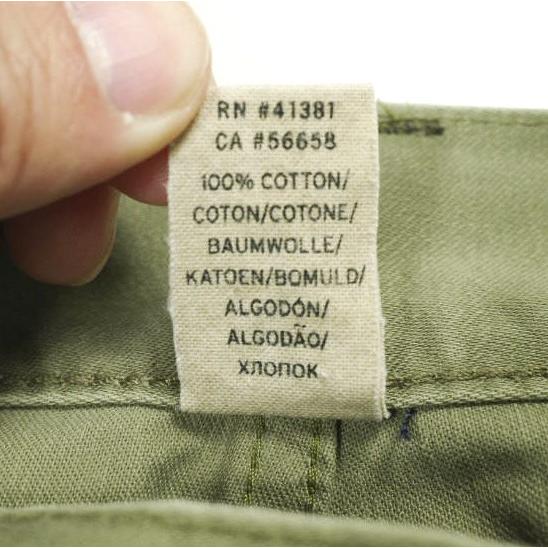 RN #41381
CA #56658
100% COTTON/
COTON/COTONE/
BAUMWOLLE/
KATOEN/BOMULD/
ALGODÓN/
ALGODÃO/
ХЛОПОК